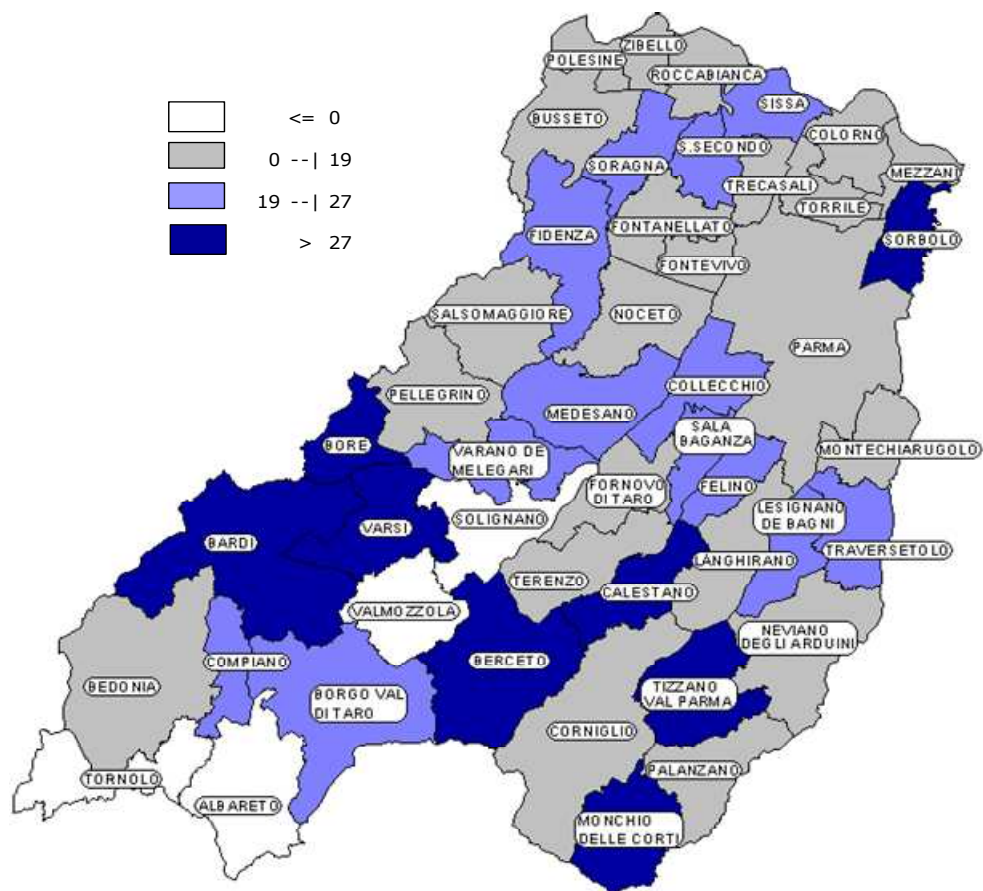 <= 0
0 --| 19
19 --| 27
> 27
ZIBELLO
POLESINE
ROCCABIANCA
SISSA
BUSSETO
COLORNO
S.SECONDO
SORAGNA
MEZZANI
TRECASALI
TORRILE
FONTANELLATO
FIDENZA
SORBOLO
FONTEVIVO
SALSOMAGGIORE
NOCETO
PARMA
PELLEGRINO
COLLECCHIO
MEDESANO
SALA
BAGANZA
BORE
VARANO DE
MELEGARI
MONTECHIARUGOLO
FORNOVO
DI TARO
FELINO
SOLIGNANO
LESIGNANO
DE BAGNI
VARSI
BARDI
TRAVERSETOLO
LANGHIRANO
TERENZO
CALESTANO
VALMOZZOLA
NEVIANO
DEGLI ARDUINI
COMPIANO
BERCETO
BEDONIA
BORGO VAL
DI TARO
TIZZANO
VAL PARMA
CORNIGLIO
PALANZANO
TORNOLO
ALBARETO
MONCHIO
DELLE CORTI